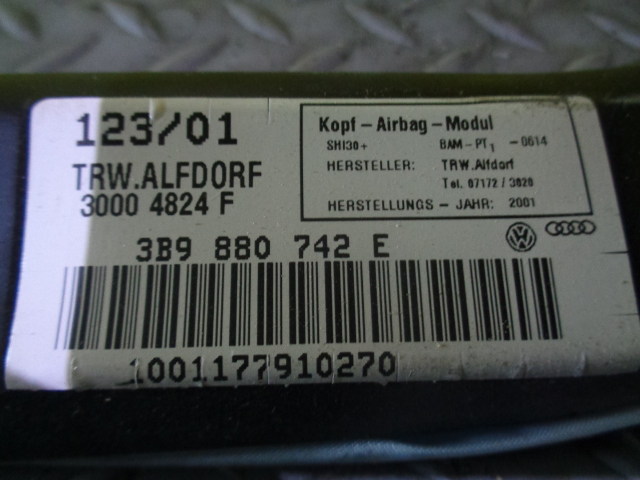 123/01
TRW.ALFDORF
3000 4824 F
Kopf-Airbag-Modul
SHI30+ BAM-PT1-0614
HERSTELLER: TRW.Alfdorf
Tel. 07172/3020
HERSTELLUNGS-JAHR: 2001
3B9 880 742 E
1001177910270